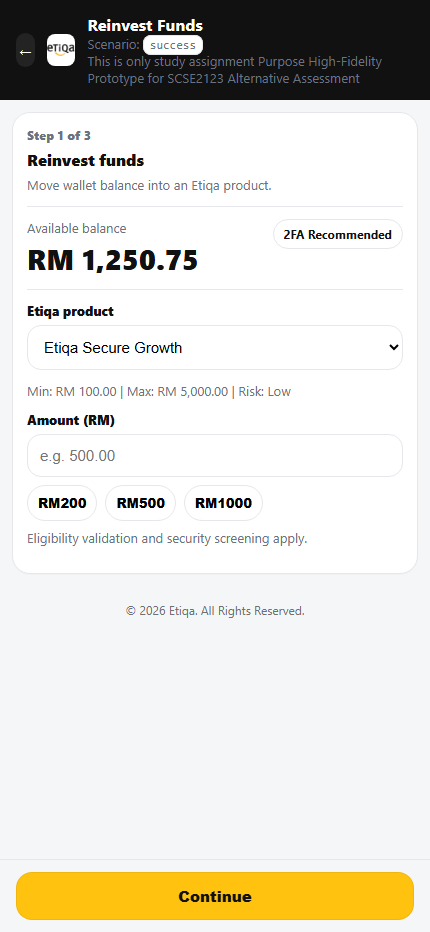 Reinvest Funds
←
etiqa
Scenario: success
This is only study assignment Purpose High-Fidelity
Prototype for SCSE2123 Alternative Assessment
Step 1 of 3
Reinvest funds
Move wallet balance into an Etiqa product.
Available balance
2FA Recommended
RM 1,250.75
Etiqa product
Etiqa Secure Growth
Min: RM 100.00 | Max: RM 5,000.00 | Risk: Low
Amount (RM)
e.g. 500.00
RM200 RM500 RM1000
Eligibility validation and security screening apply.
© 2026 Etiqa. All Rights Reserved.
Continue